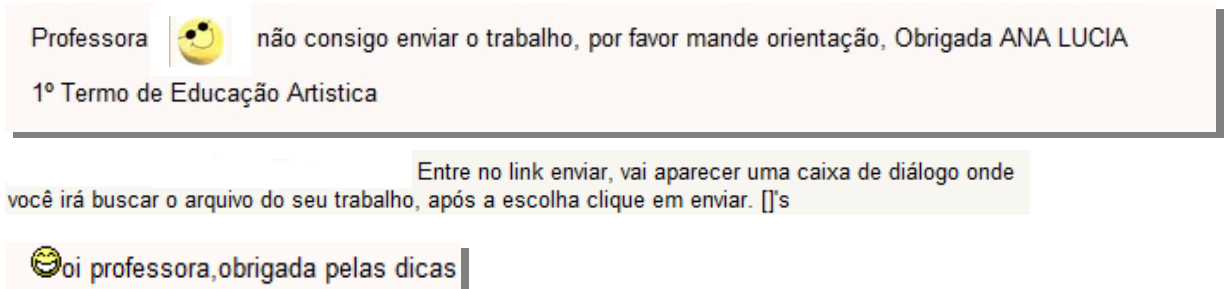 Professora não consigo enviar o trabalho, por favor mande orientação, Obrigada ANA LUCIA
1º Termo de Educação Artistica
Entre no link enviar, vai aparecer uma caixa de diálogo onde
você irá buscar o arquivo do seu trabalho, após a escolha clique em enviar. []'s
oi professora,obrigada pelas dicas